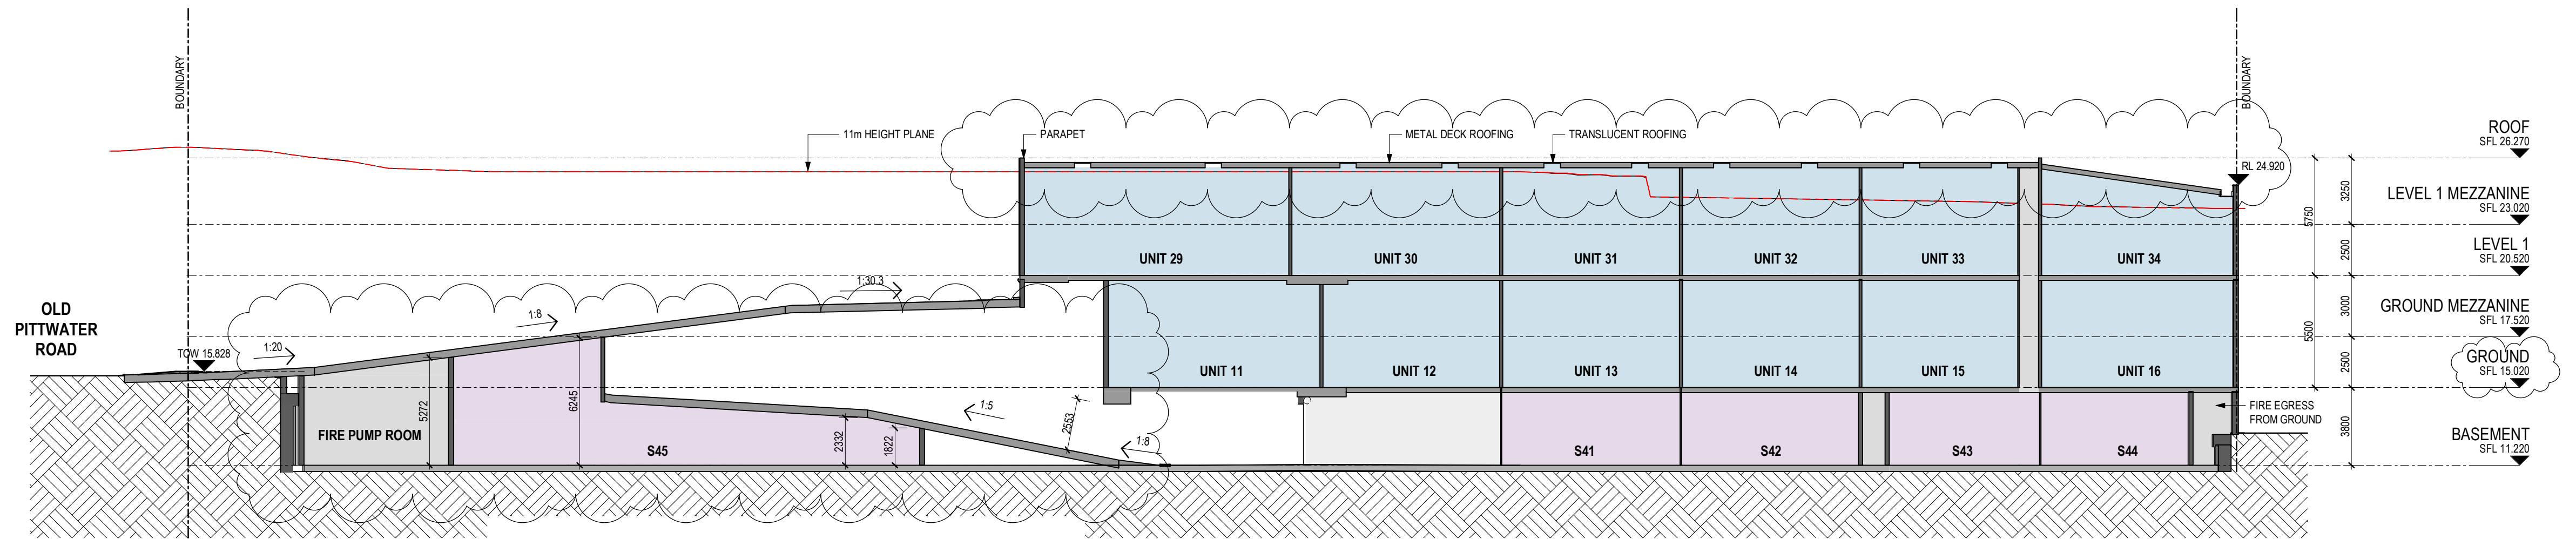 BOUNDARY
BOUNDARY
11m HEIGHT PLANE
PARAPET
METAL DECK ROOFING
TRANSLUCENT ROOFING
ROOF
SFL 26.270
RL 24.920
3250
5750
LEVEL 1 MEZZANINE
SFL 23.020
2500
LEVEL 1
SFL 20.520
UNIT 29
UNIT 30
UNIT 31
UNIT 32
UNIT 33
UNIT 34
1:30.3
1:8
1:20
OLD
PITTWATER
ROAD
TOW 15.828
3000
5500
GROUND MEZZANINE
SFL 17.520
2500
GROUND
SFL 15.020
UNIT 11
UNIT 12
UNIT 13
UNIT 14
UNIT 15
UNIT 16
5272
6245
2332
1822
1:5
2553
1:8
FIRE PUMP ROOM
S45
S41
S42
S43
S44
FIRE EGRESS
FROM GROUND
3800
BASEMENT
SFL 11.220